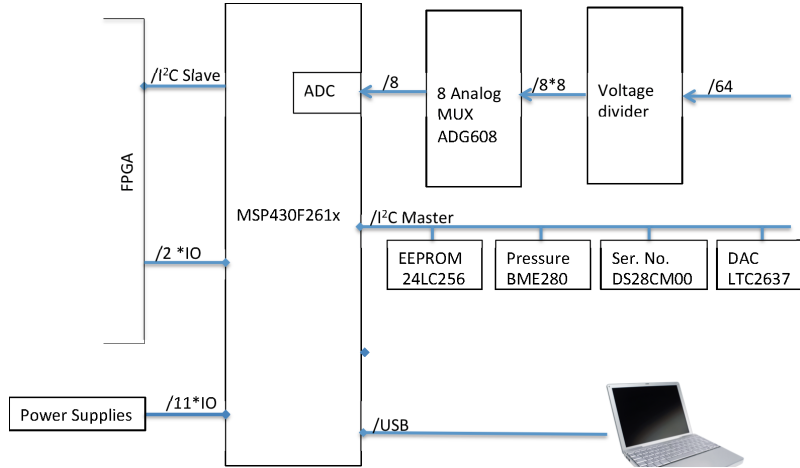 /I²C Slave
ADC
/8
8 Analog
MUX
ADG608
/8*8
Voltage
divider
/64
FPGA
MSP430F261x
/I²C Master
EEPROM
24LC256
Pressure
BME280
Ser. No.
DS28CM00
DAC
LTC2637
/2 *IO
Power Supplies
/11*IO
/USB